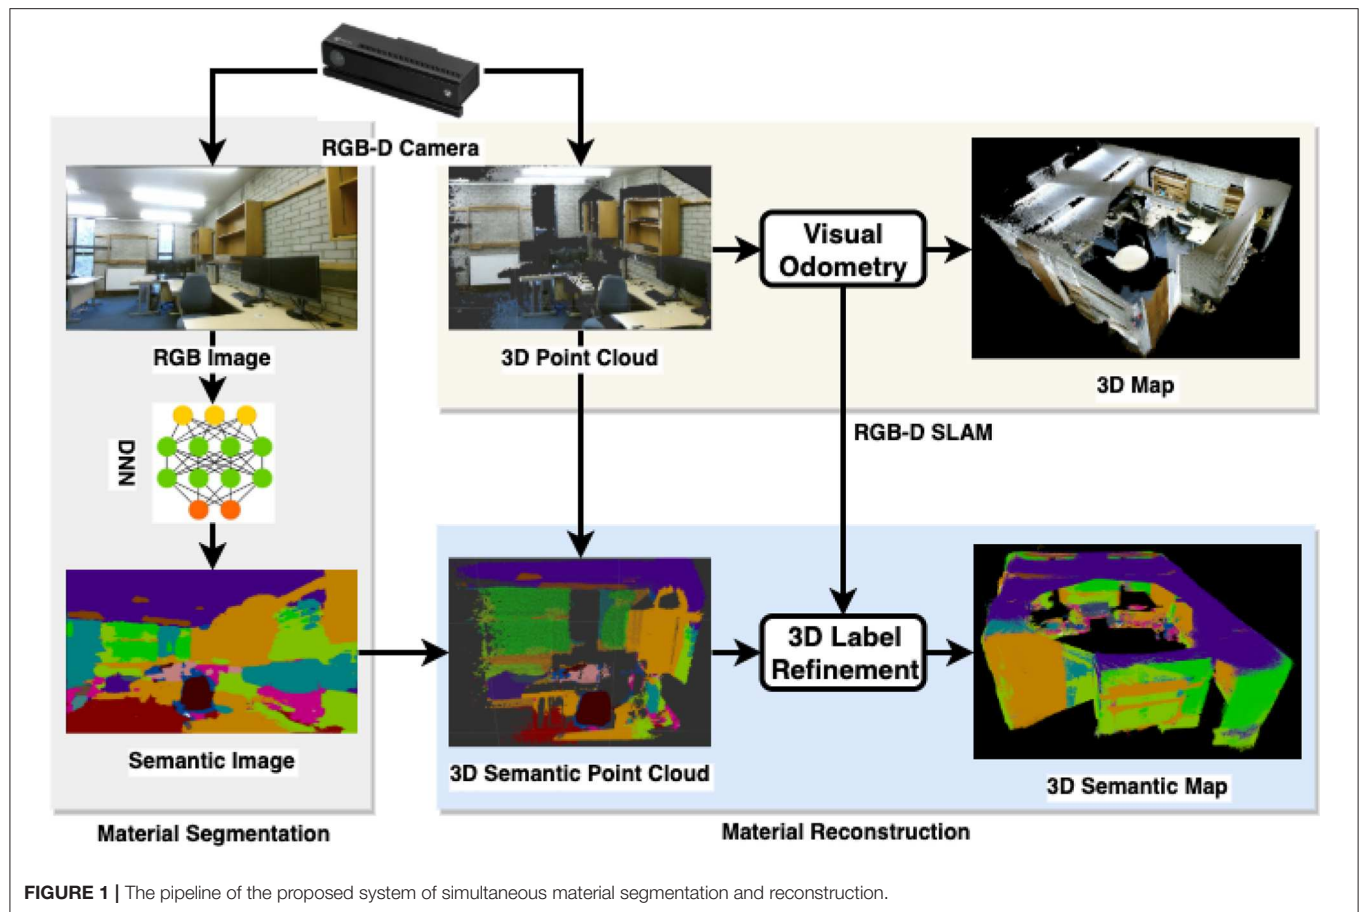 RGB-D Camera
RGB Image
DNN
Semantic Image
Material Segmentation
3D Point Cloud
Visual
Odometry
3D Map
RGB-D SLAM
3D Semantic Point Cloud
3D Label
Refinement
3D Semantic Map
Material Reconstruction
FIGURE 1 | The pipeline of the proposed system of simultaneous material segmentation and reconstruction.